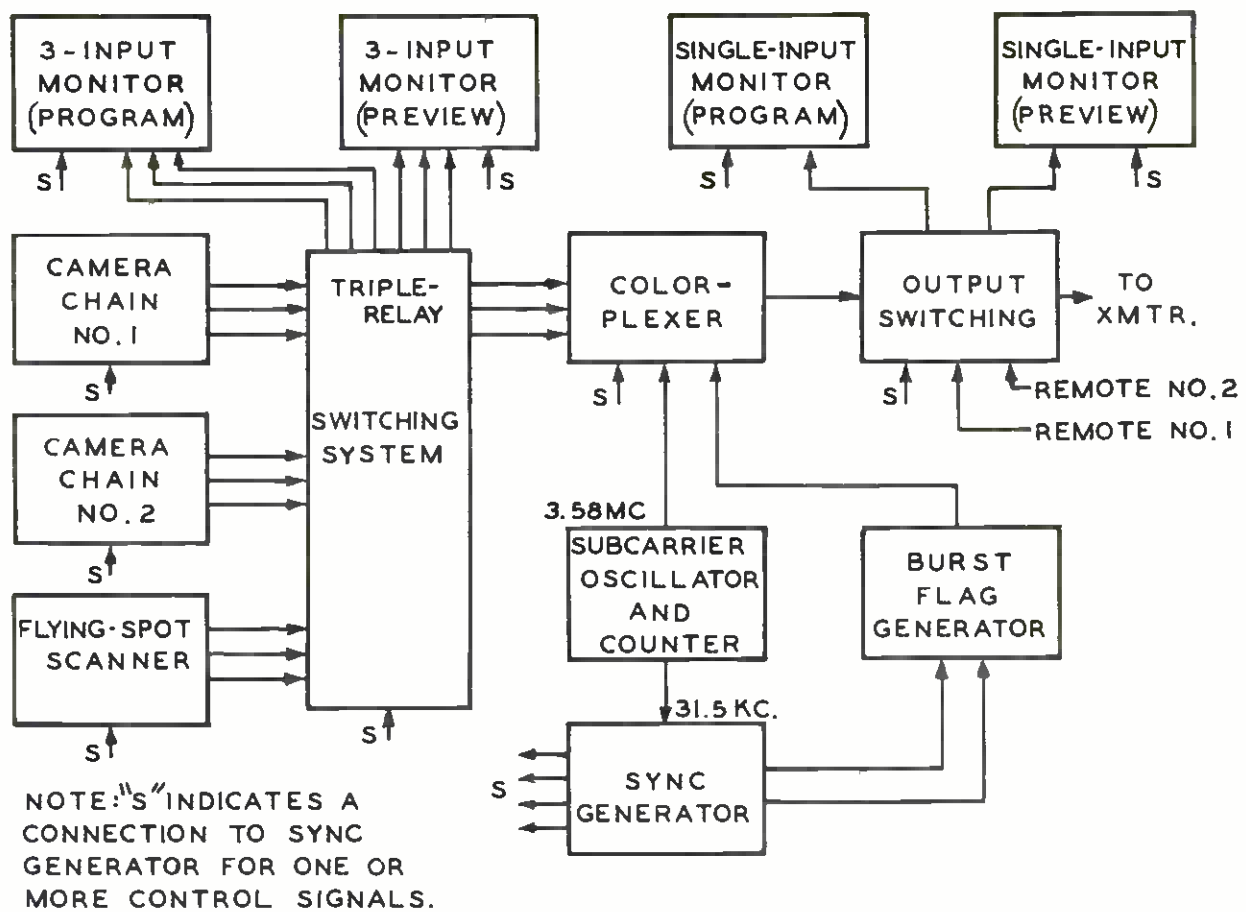 3-INPUT
MONITOR
(PROGRAM)
S
3-INPUT
MONITOR
(PREVIEW)
S
SINGLE-INPUT
MONITOR
(PROGRAM)
S
SINGLE-INPUT
MONITOR
(PREVIEW)
S
CAMERA
CHAIN
NO. 1
S
CAMERA
CHAIN
NO. 2
S
FLYING-SPOT
SCANNER
S
TRIPLE-
RELAY
SWITCHING
SYSTEM
S
COLOR-
PLEXER
S
OUTPUT
SWITCHING
S
TO
XMTR.
REMOTE NO. 2
REMOTE NO. 1
3.58MC
SUBCARRIER
OSCILLATOR
AND
COUNTER
31.5 KC.
BURST
FLAG
GENERATOR
SYNC
GENERATOR
S
NOTE: "S" INDICATES A
CONNECTION TO SYNC
GENERATOR FOR ONE OR
MORE CONTROL SIGNALS.